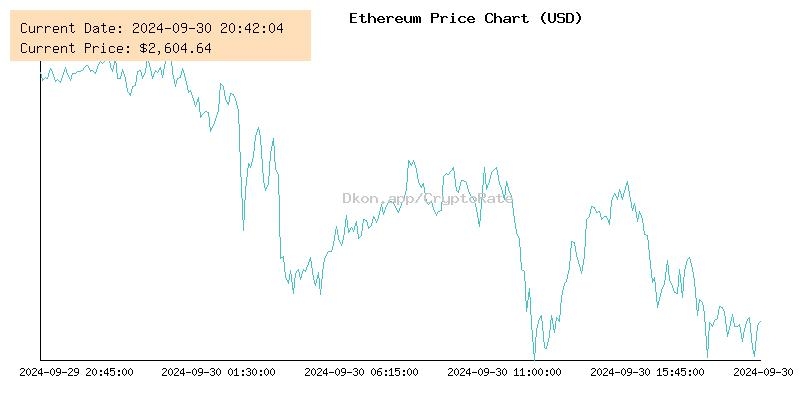 Ethereum Price Chart (USD)
Current Date: 2024-09-30 20:42:04
Current Price: $2,604.64
Dkon.app/CryptoRate
2024-09-29 20:45:00
2024-09-30 01:30:00
2024-09-30 06:15:00
2024-09-30 11:00:00
2024-09-30 15:45:00
2024-09-30